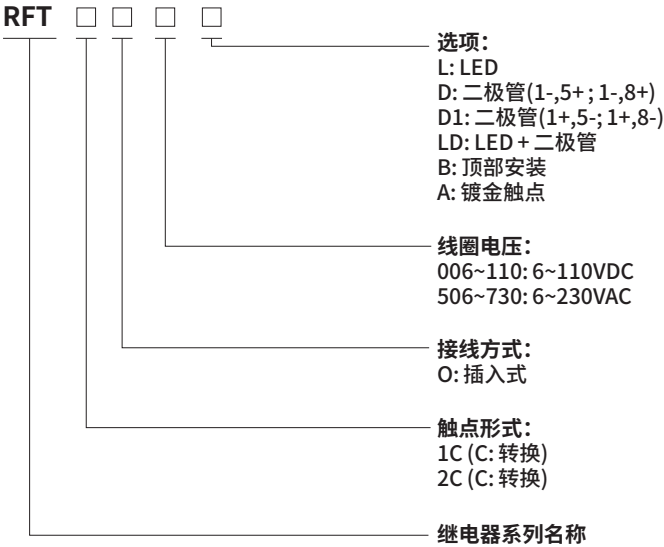 RFT □ □ □ □
选项：
L: LED
D: 二极管(1-,5+; 1-,8+)
D1: 二极管(1+,5-; 1+,8-)
LD: LED + 二极管
B: 顶部安装
A: 镀金触点
线圈电压：
006~110: 6~110VDC
506~730: 6~230VAC
接线方式：
O: 插入式
触点形式：
1C (C: 转换)
2C (C: 转换)
继电器系列名称